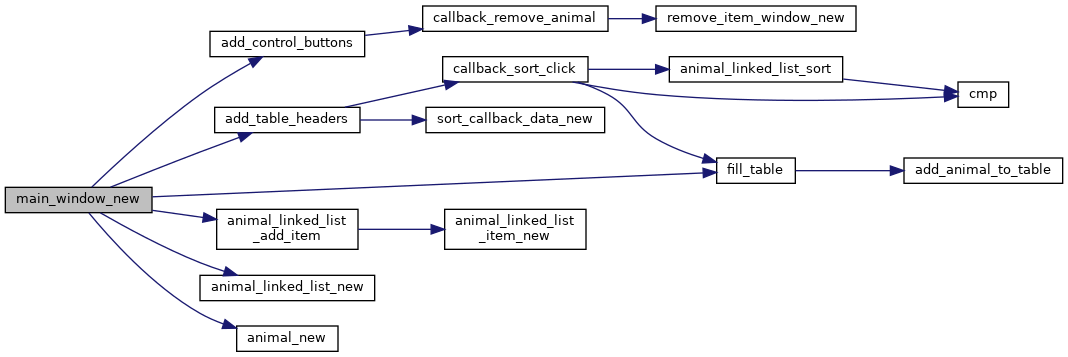 callback_remove_animal
remove_item_window_new
add_control_buttons
callback_sort_click
animal_linked_list_sort
cmp
add_table_headers
sort_callback_data_new
fill_table
add_animal_to_table
main_window_new
animal_linked_list
_add_item
animal_linked_list
_item_new
animal_linked_list_new
animal_new